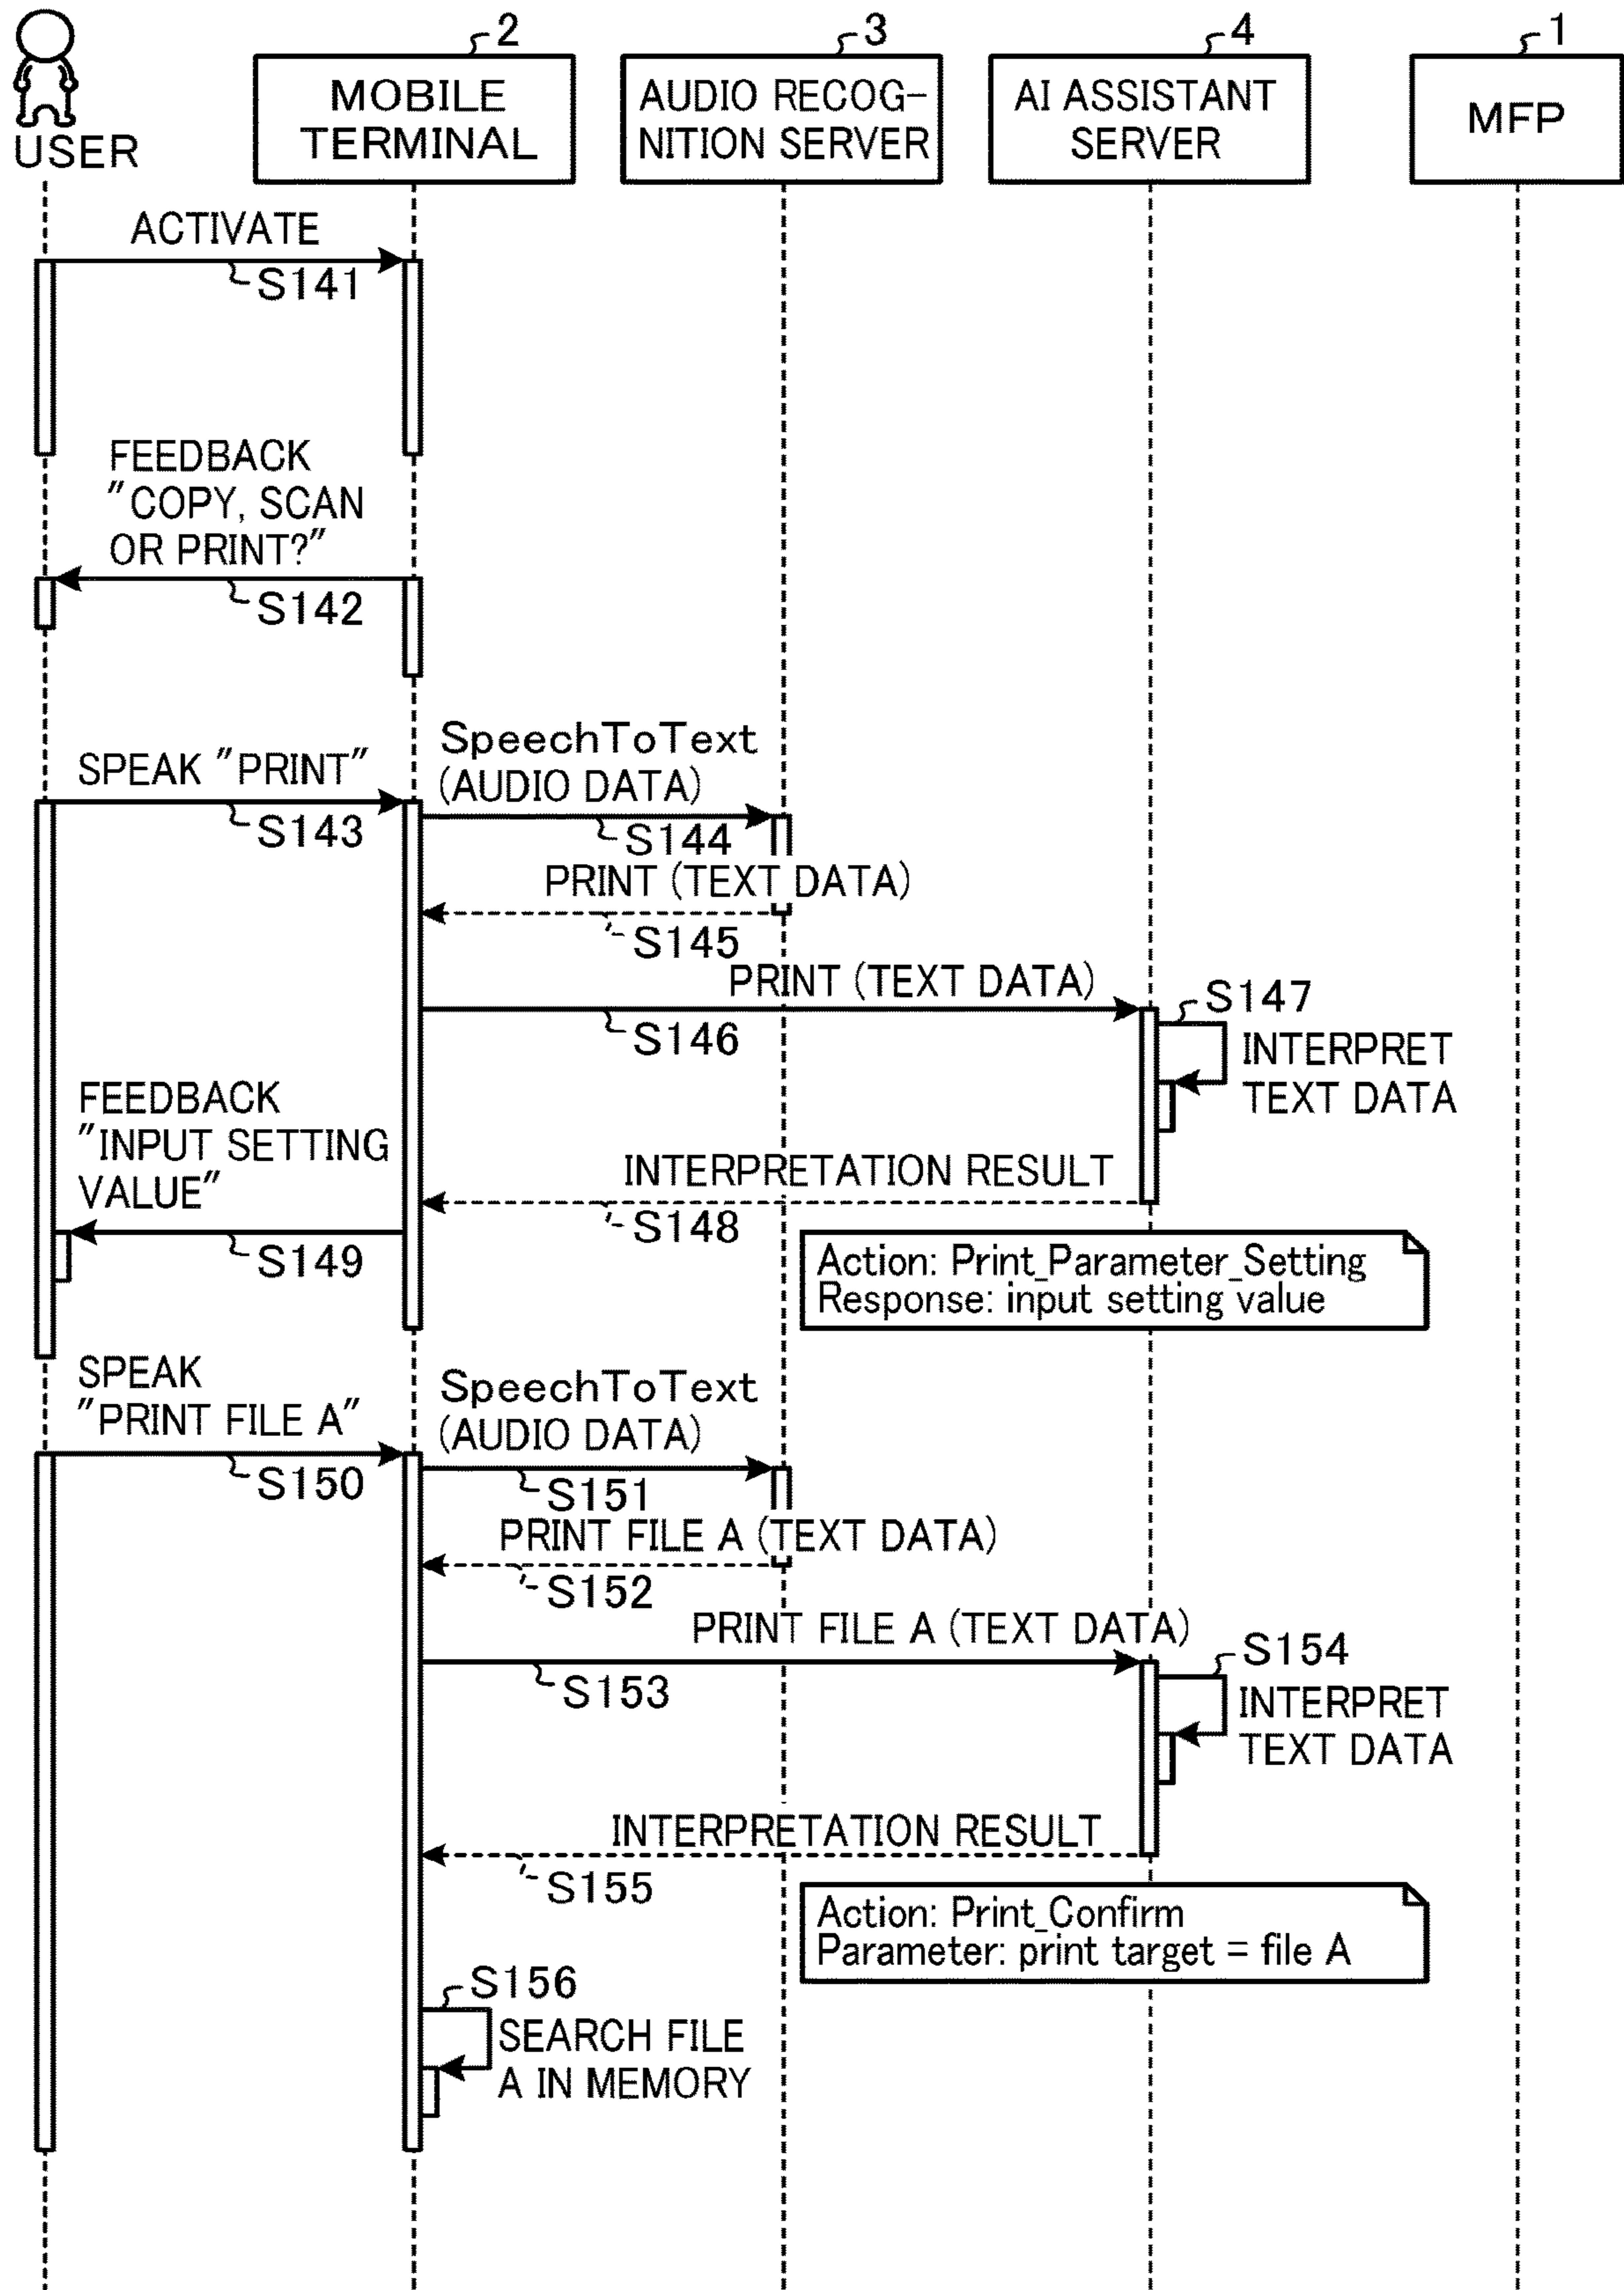 2
3
4
1
USER
MOBILE
TERMINAL
AUDIO RECOG-
NITION SERVER
AI ASSISTANT
SERVER
MFP
ACTIVATE
S141
FEEDBACK
"COPY, SCAN
OR PRINT?"
S142
SPEAK "PRINT"
S143
SpeechToText
(AUDIO DATA)
S144
PRINT (TEXT DATA)
S145
PRINT (TEXT DATA)
S146
S147
INTERPRET
TEXT DATA
FEEDBACK
"INPUT SETTING
VALUE"
S149
INTERPRETATION RESULT
S148
Action: Print_Parameter_Setting
Response: input setting value
SPEAK
"PRINT FILE A"
S150
SpeechToText
(AUDIO DATA)
S151
PRINT FILE A (TEXT DATA)
S152
PRINT FILE A (TEXT DATA)
S153
S154
INTERPRET
TEXT DATA
INTERPRETATION RESULT
S155
Action: Print_Confirm
Parameter: print target = file A
S156
SEARCH FILE
A IN MEMORY